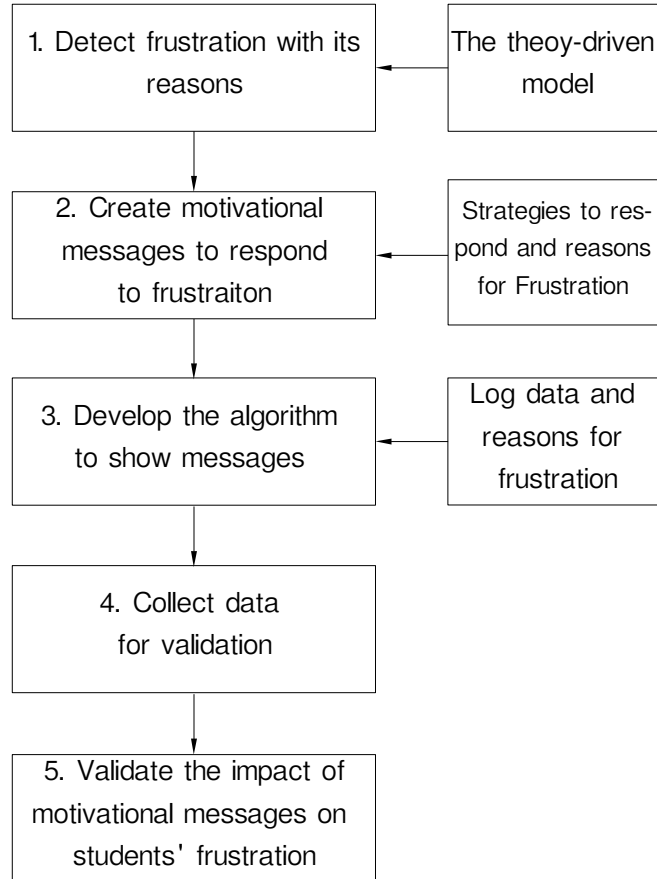 1. Detect frustration with its
reasons
The theoy-driven
model
2. Create motivational
messages to respond
to frustraiton
Strategies to res-
pond and reasons
for Frustration
3. Develop the algorithm
to show messages
Log data and
reasons for
frustration
4. Collect data
for validation
5. Validate the impact of
motivational messages on
students' frustration